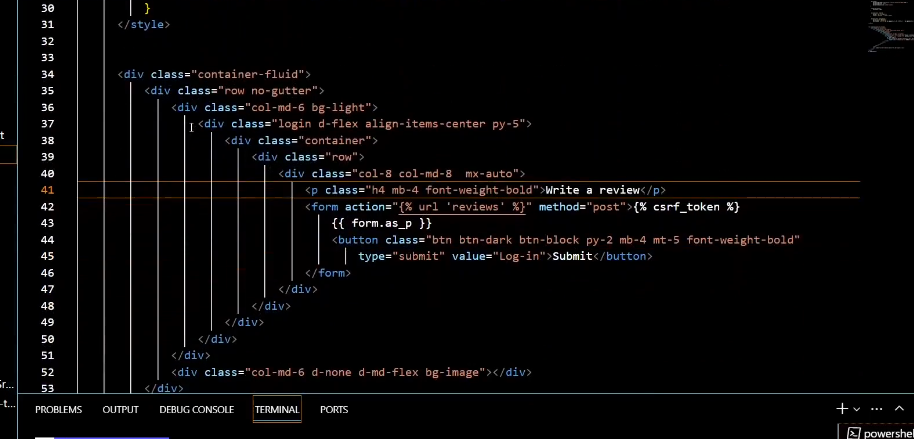 30 }
31 </style>
32
33
34 <div class="container-fluid">
35 <div class="row no-gutter">
36 <div class="col-md-6 bg-light">
37 <div class="login d-flex align-items-center py-5">
38 <div class="container">
39 <div class="row">
40 <div class="col-8 col-md-8  mx-auto">
41 <p class="h4 mb-4 font-weight-bold">Write a review</p>
42 <form action="{% url 'reviews' %}" method="post">{% csrf_token %}
43 {{ form.as_p }}
44 <button class="btn btn-dark btn-block py-2 mb-4 mt-5 font-weight-bold"
45 type="submit" value="Log-in">Submit</button>
46 </form>
47 </div>
48 </div>
49 </div>
50 </div>
51 </div>
52 <div class="col-md-6 d-none d-md-flex bg-image"></div>
53 </div>
PROBLEMS OUTPUT DEBUG CONSOLE TERMINAL PORTS